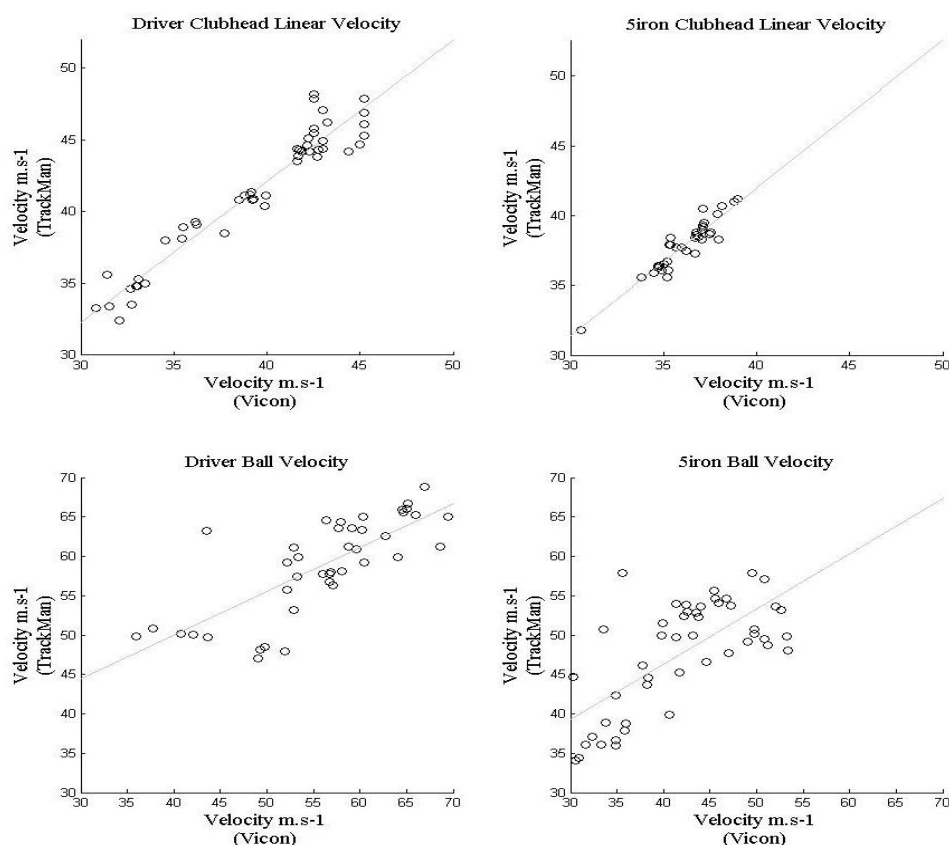 Driver Clubhead Linear Velocity
50
45
40
35
30
30
35
40
45
50
Velocity m.s-1
(TrackMan)
Velocity m.s-1
(Vicon)
5iron Clubhead Linear Velocity
50
45
40
35
30
30
35
40
45
50
Velocity m.s-1
(TrackMan)
Velocity m.s-1
(Vicon)
Driver Ball Velocity
70
65
60
55
50
45
40
35
30
30
35
40
45
50
55
60
65
70
Velocity m.s-1
(TrackMan)
Velocity m.s-1
(Vicon)
5iron Ball Velocity
70
65
60
55
50
45
40
35
30
30
35
40
45
50
55
60
65
70
Velocity m.s-1
(TrackMan)
Velocity m.s-1
(Vicon)